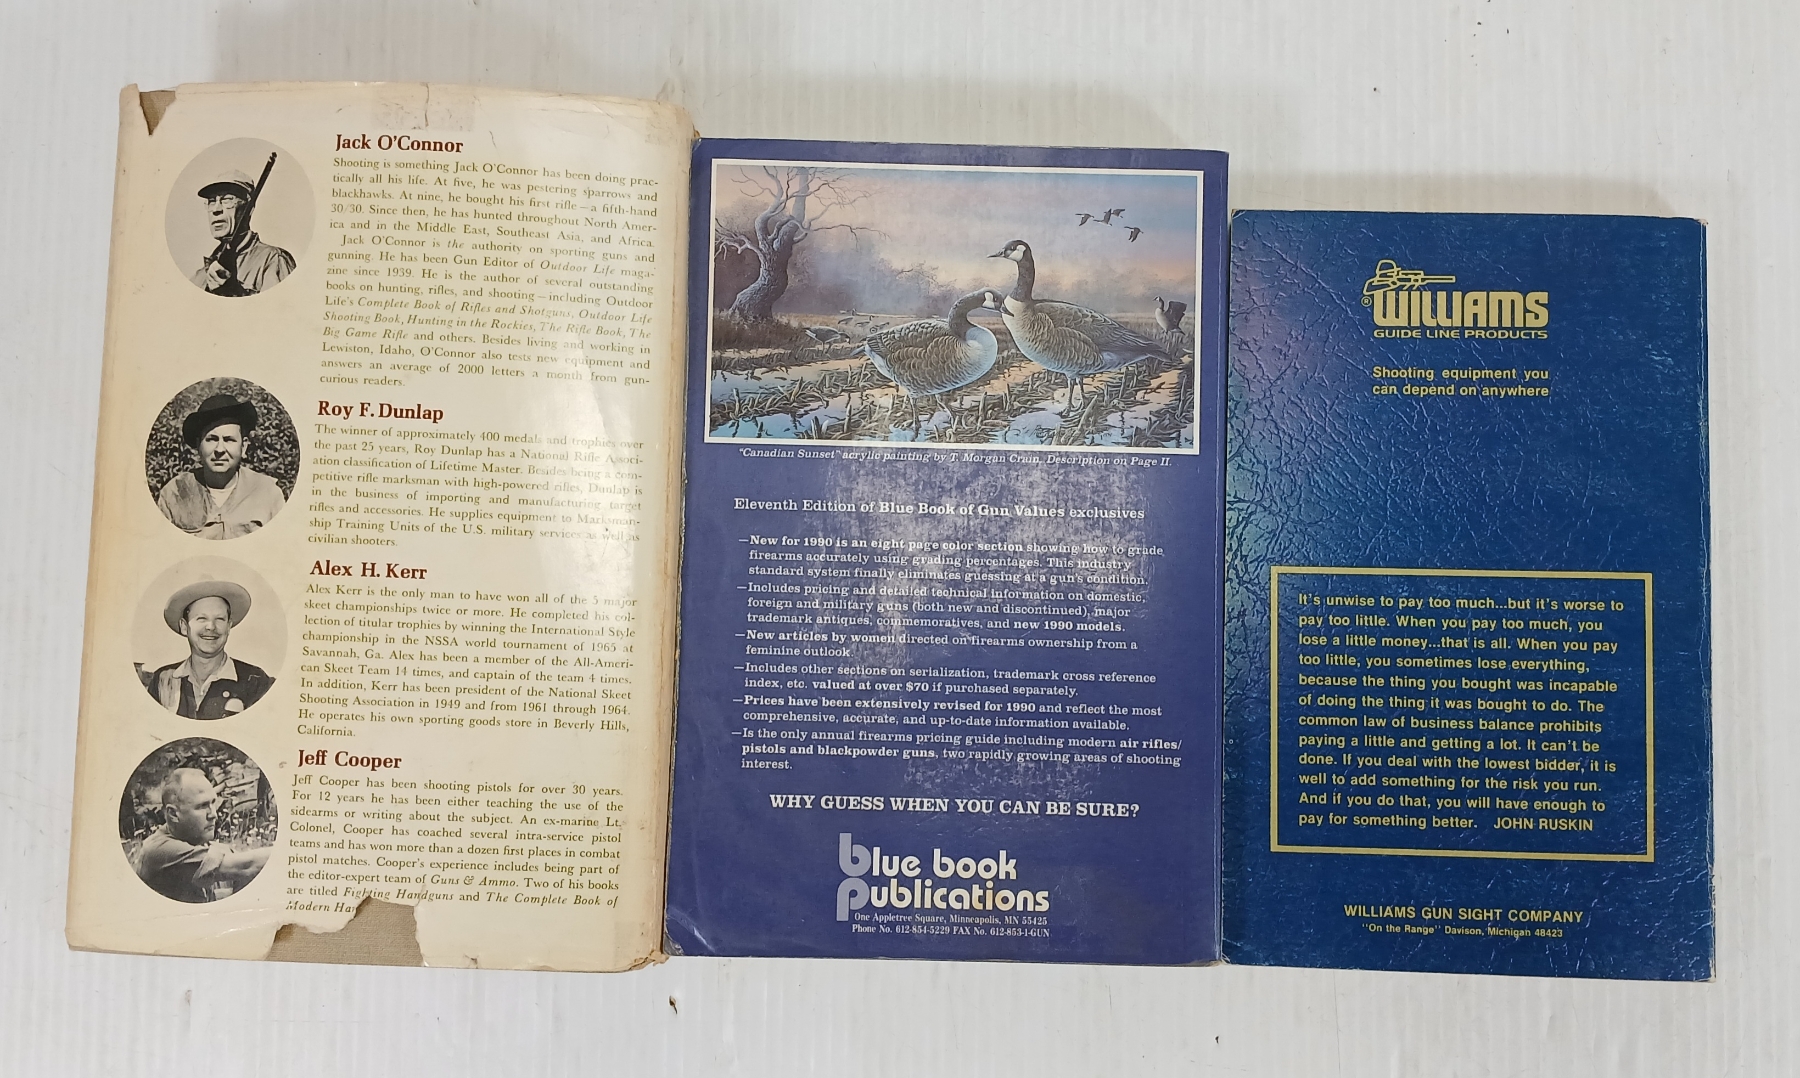 Jack O'Connor
Shooting is something Jack O'Connor has been doing prac-
tically all his life. At five, he was pestering sparrows and
blackhawks. At nine, he bought his first rifle—a fifth-hand
30/30. Since then, he has hunted throughout North Amer-
ica and in the Middle East, Southeast Asia, and Africa.
Jack O'Connor is the authority on sporting guns and
gunning. He has been Gun Editor of Outdoor Life maga-
zine since 1939. He is the author of several outstanding
books on hunting, rifles, and shooting—including Outdoor
Life's Complete Book of Rifles and Shotguns, Outdoor Life
Shooting Book, Hunting in the Rockies, The Rifle Book, The
Big Game Rifle and others. Besides living and working in
Lewiston, Idaho, O'Connor also tests new equipment and
answers an average of 2000 letters a month from gun-
curious readers.
Roy F. Dunlap
The winner of approximately 400 medals and trophies over
the past 25 years, Roy Dunlap has a National Rifle Associ-
ation classification of Lifetime Master. Besides being a com-
petitive rifle marksman with high-powered rifles, Dunlap is
in the business of importing and manufacturing target
rifles and accessories. He supplies equipment to Marksman-
ship Training Units of the U.S. military services as well as
civilian shooters.
Alex H. Kerr
Alex Kerr is the only man to have won all of the 5 major
skeet championships twice or more. He completed his col-
lection of titular trophies by winning the International Style
championship in the NSSA world tournament of 1965 at
Savannah, Ga. Alex has been a member of the All-Ameri-
can Skeet Team 14 times, and captain of the team 4 times.
In addition, Kerr has been president of the National Skeet
Shooting Association in 1949 and from 1961 through 1964.
He operates his own sporting goods store in Beverly Hills,
California.
Jeff Cooper
Jeff Cooper has been shooting pistols for over 30 years.
For 12 years he has been either teaching the use of the
sidearms or writing about the subject. An ex-marine Lt.
Colonel, Cooper has coached several intra-service pistol
teams and has won more than a dozen first places in combat
pistol matches. Cooper's experience includes being part of
the editor-expert team of Guns & Ammo. Two of his books
are titled Fighting Handguns and The Complete Book of
Modern Han
"Canadian Sunset" acrylic painting by T. Morgan Crain. Description on Page II.
Eleventh Edition of Blue Book of Gun Values exclusives
—New for 1990 is an eight page color section showing how to grade
firearms accurately using grading percentages. This industry
standard system finally eliminates guessing at a gun's condition.
—Includes pricing and detailed technical information on domestic,
foreign and military guns (both new and discontinued), major
trademark antiques, commemoratives, and new 1990 models.
—New articles by women directed on firearms ownership from a
feminine outlook.
—Includes other sections on serialization, trademark cross reference
index, etc. valued at over $70 if purchased separately.
—Prices have been extensively revised for 1990 and reflect the most
comprehensive, accurate, and up-to-date information available.
—Is the only annual firearms pricing guide including modern air rifles/
pistols and blackpowder guns, two rapidly growing areas of shooting
interest.
WHY GUESS WHEN YOU CAN BE SURE?
blue book
publications
One Appletree Square, Minneapolis, MN 55425
Phone No. 612-854-5229 FAX No. 612-853-1-GUN
® WILLIAMS
GUIDE LINE PRODUCTS
Shooting equipment you
can depend on anywhere
It's unwise to pay too much...but it's worse to
pay too little. When you pay too much, you
lose a little money...that is all. When you pay
too little, you sometimes lose everything,
because the thing you bought was incapable
of doing the thing it was bought to do. The
common law of business balance prohibits
paying a little and getting a lot. It can't be
done. If you deal with the lowest bidder, it is
well to add something for the risk you run.
And if you do that, you will have enough to
pay for something better. JOHN RUSKIN
WILLIAMS GUN SIGHT COMPANY
"On the Range" Davison, Michigan 48423